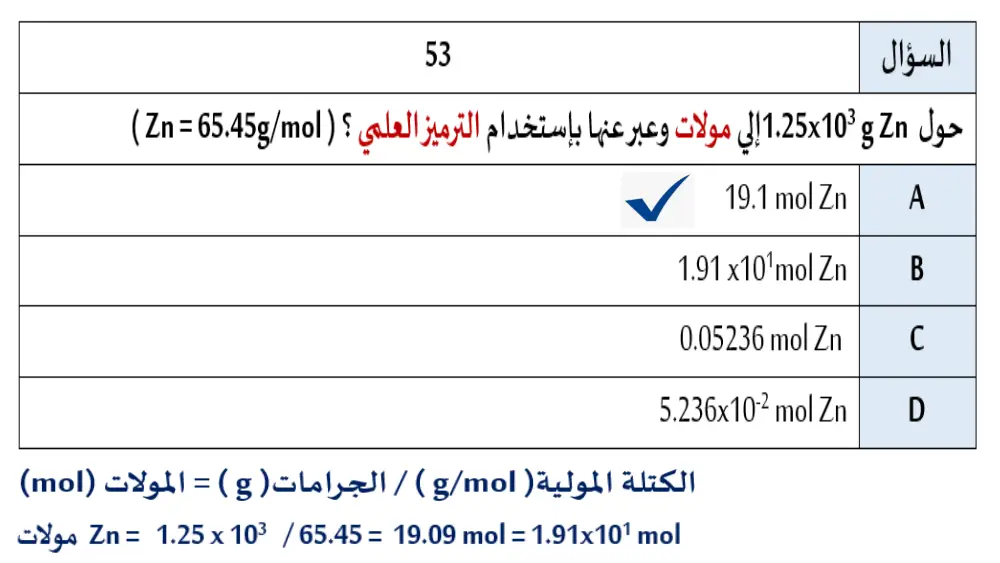 السؤال 53
حول 1.25x10³ g Zn إلي مولات وعبرعنها بإستخدام الترميز العلمي ؟ ( Zn = 65.45g/mol )
A 19.1 mol Zn
B 1.91 x10¹mol Zn
C 0.05236 mol Zn
D 5.236x10⁻² mol Zn
الكتلة المولية( g/mol ) / الجرامات( g ) = المولات (mol)
مولات Zn = 1.25 x 10³ / 65.45 = 19.09 mol = 1.91x10¹ mol